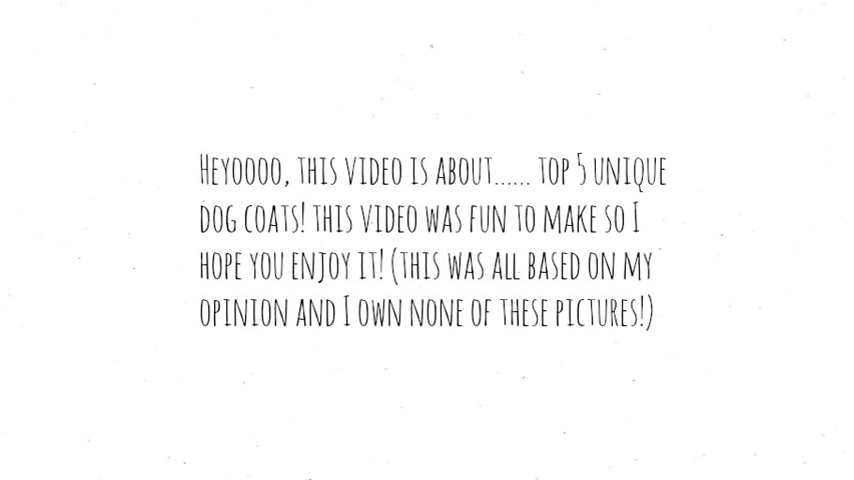 Heyoooo, this video is about...... top 5 unique
dog coats! this video was fun to make so I
hope you enjoy it! (this was all based on my
opinion and I own none of these pictures!)